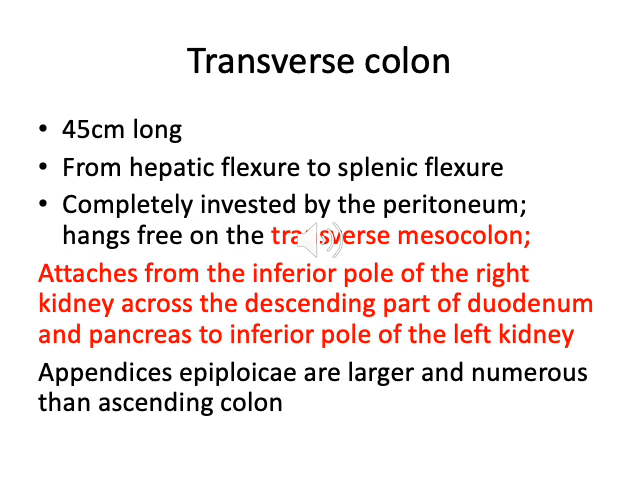 Transverse colon
• 45cm long
• From hepatic flexure to splenic flexure
• Completely invested by the peritoneum;
hangs free on the transverse mesocolon;
Attaches from the inferior pole of the right
kidney across the descending part of duodenum
and pancreas to inferior pole of the left kidney
Appendices epiploicae are larger and numerous
than ascending colon